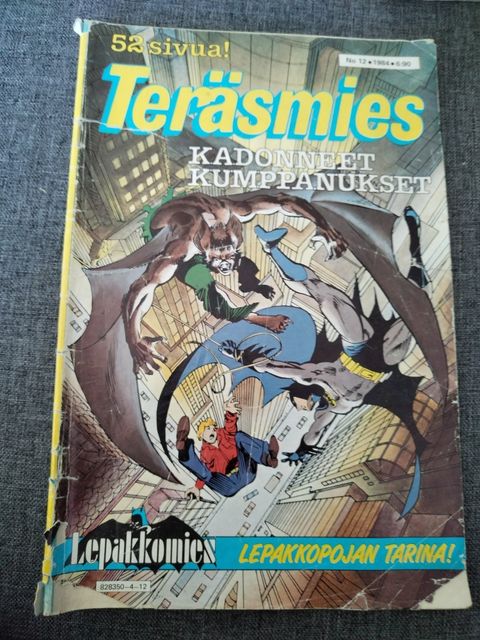 52 sivua!
No 12 • 1984 • 6:90
Teräsmies
KADONNEET
KUMPPANUKSET
Lepakkomies
LEPAKKOPOJAN TARINA!
828350-4-12